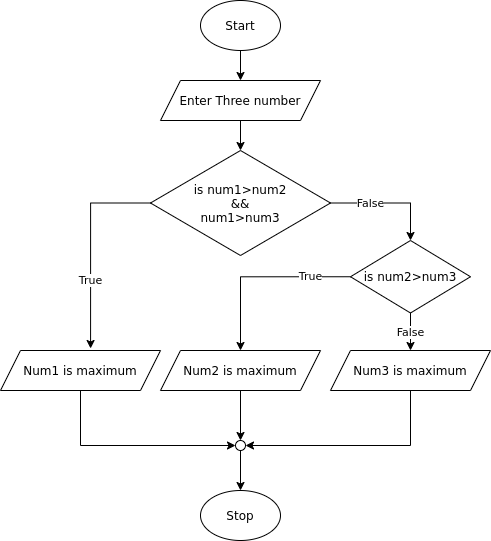 Start
Enter Three number
is num1>num2
&&
num1>num3
False
True
is num2>num3
True
False
Num1 is maximum
Num2 is maximum
Num3 is maximum
Stop